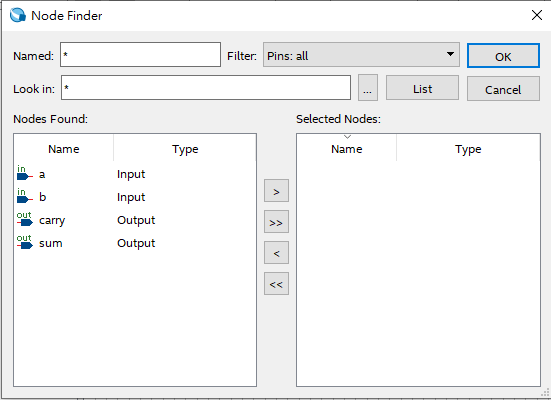 Node Finder
Named: * Filter: Pins: all OK
Look in: * ... List Cancel
Nodes Found: Selected Nodes:
Name Type Name Type
in a Input
in b Input
out carry Output
out sum Output
>
>>
<
<<